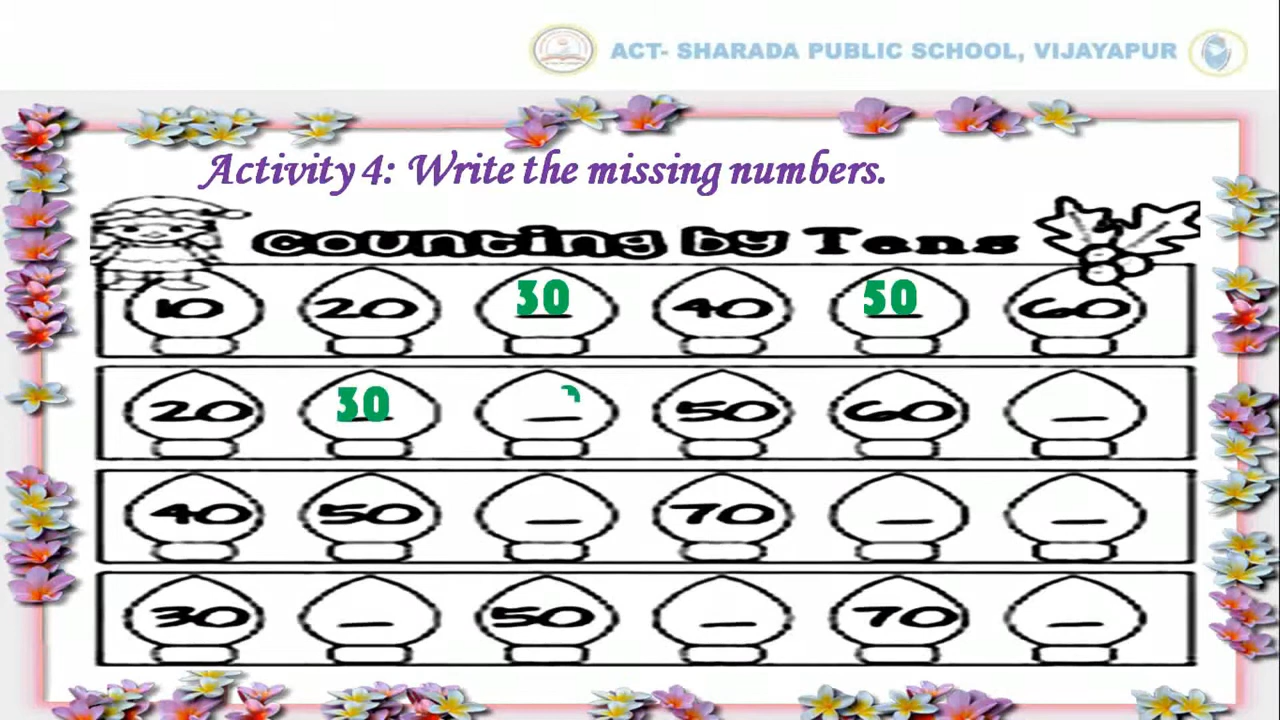 ACT- SHARADA PUBLIC SCHOOL, VIJAYAPUR
Activity 4: Write the missing numbers.
Counting by Tens
10 20 30 40 50 60
20 30 _ 50 60 _
40 50 _ 70 _ _
30 _ 50 _ 70 _